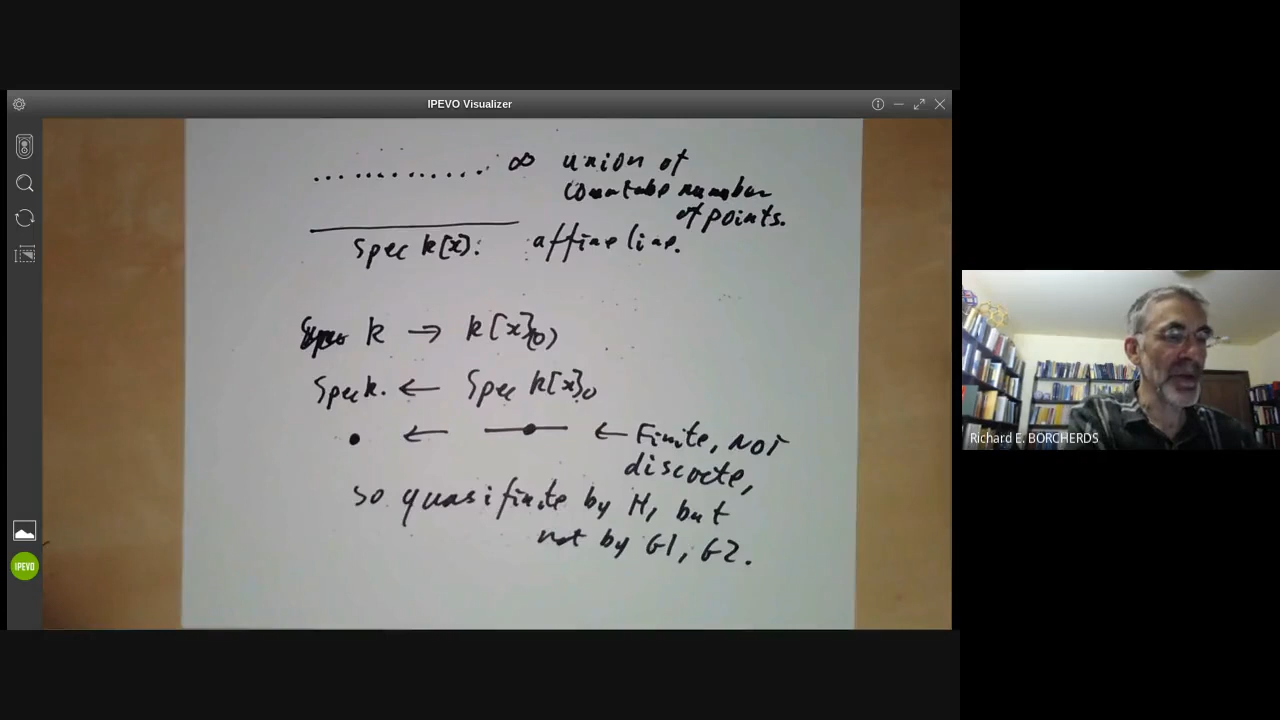 IPEVO Visualizer
............. ∞ union of
countable number
of points.
Spec k[x]: affine line.
k → k[x](0)
Spec k. ← Spec k[x]0
• ← ← Finite, not
discrete,
so quasifinite by H, but
not by G1, G2.
Richard E. BORCHERDS
IPEVO